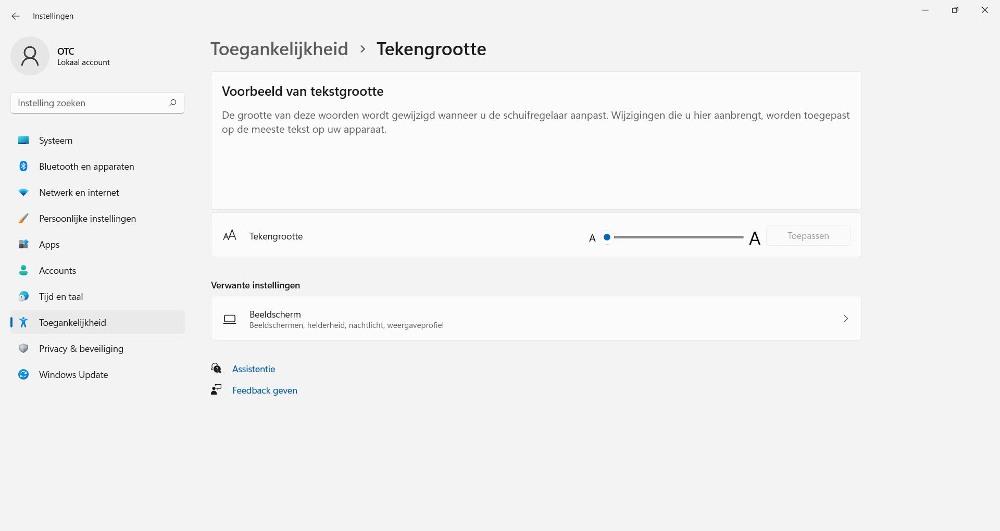 Instellingen
OTC
Lokaal account
Instelling zoeken
Systeem
Bluetooth en apparaten
Netwerk en internet
Persoonlijke instellingen
Apps
Accounts
Tijd en taal
Toegankelijkheid
Privacy & beveiliging
Windows Update
Toegankelijkheid › Tekengrootte
Voorbeeld van tekstgrootte
De grootte van deze woorden wordt gewijzigd wanneer u de schuifregelaar aanpast. Wijzigingen die u hier aanbrengt, worden toegepast
op de meeste tekst op uw apparaat.
Tekengrootte A A Toepassen
Verwante instellingen
Beeldscherm
Beeldschermen, helderheid, nachtlicht, weergaveprofiel
Assistentie
Feedback geven